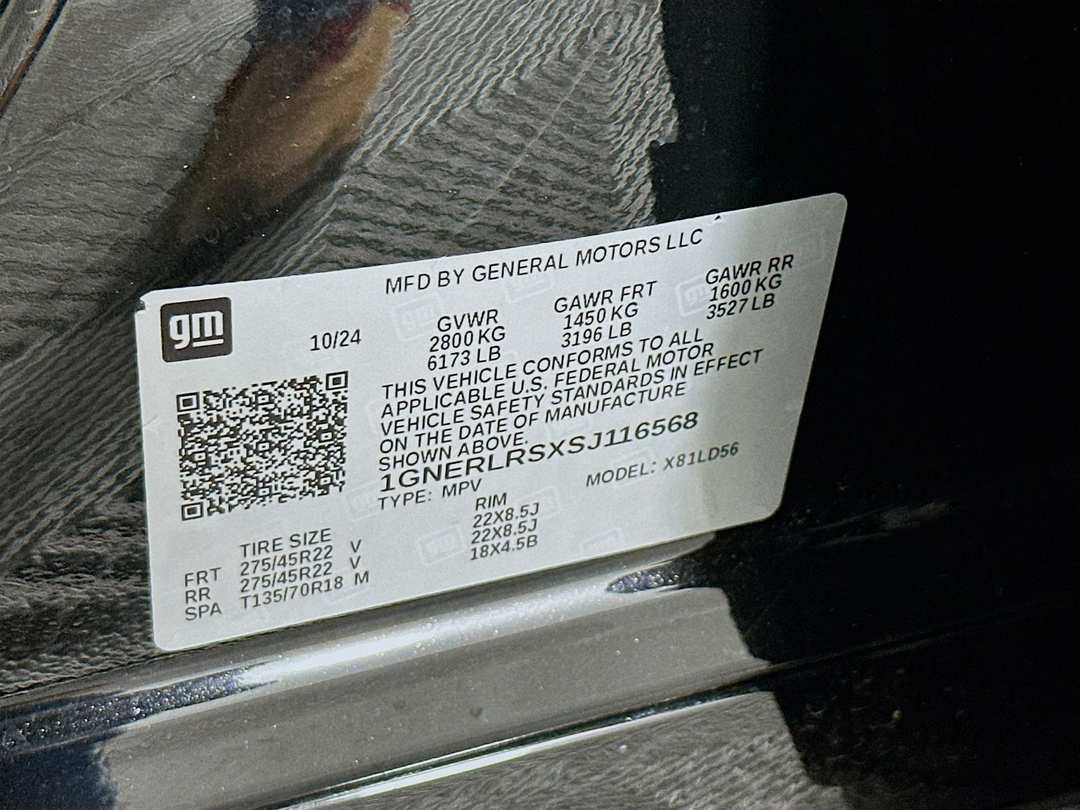 MFD BY GENERAL MOTORS LLC
gm
10/24
GVWR
2800 KG
6173 LB
GAWR FRT
1450 KG
3196 LB
GAWR RR
1600 KG
3527 LB
THIS VEHICLE CONFORMS TO ALL
APPLICABLE U.S. FEDERAL MOTOR
VEHICLE SAFETY STANDARDS IN EFFECT
ON THE DATE OF MANUFACTURE
SHOWN ABOVE.
1GNERLRSXSJ116568
TYPE: MPV
MODEL: X81LD56
TIRE SIZE RIM
FRT 275/45R22 V 22X8.5J
RR 275/45R22 V 22X8.5J
SPA T135/70R18 M 18X4.5B